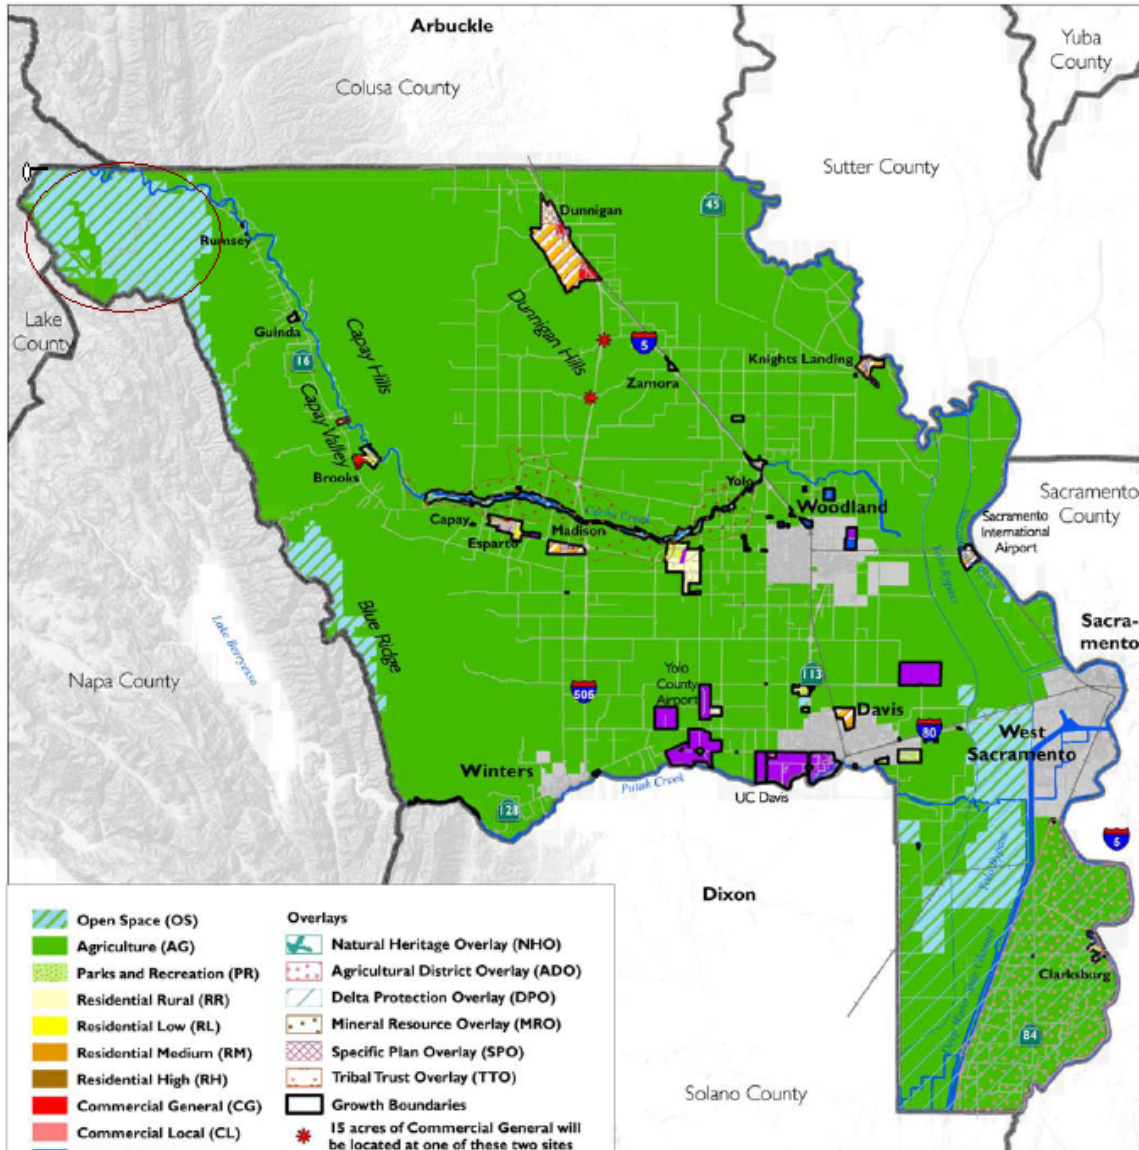 Arbuckle
Colusa County
Yuba
County
Sutter County
45
Dunnigan
Rumsey
Lake
County
Guinda
16
Capay Hills
Capay Valley
Dunnigan Hills
5
Zamora
Knights Landing
Brooks
Yolo
Capay
Cache Creek
Woodland
Sacramento
County
Esparto
Madison
Sacramento
International
Airport
Sacramento River
Yolo Bypass
Lake Berryessa
Blue Ridge
Napa County
Sacra-
mento
505
Yolo
County
Airport
113
Davis
80
West
Sacramento
Winters
Putah Creek
UC Davis
128
5
Dixon
Yolo Bypass
Clarksburg
84
Solano County
Open Space (OS)
Agriculture (AG)
Parks and Recreation (PR)
Residential Rural (RR)
Residential Low (RL)
Residential Medium (RM)
Residential High (RH)
Commercial General (CG)
Commercial Local (CL)
Overlays
Natural Heritage Overlay (NHO)
Agricultural District Overlay (ADO)
Delta Protection Overlay (DPO)
Mineral Resource Overlay (MRO)
Specific Plan Overlay (SPO)
Tribal Trust Overlay (TTO)
Growth Boundaries
15 acres of Commercial General will
be located at one of these two sites